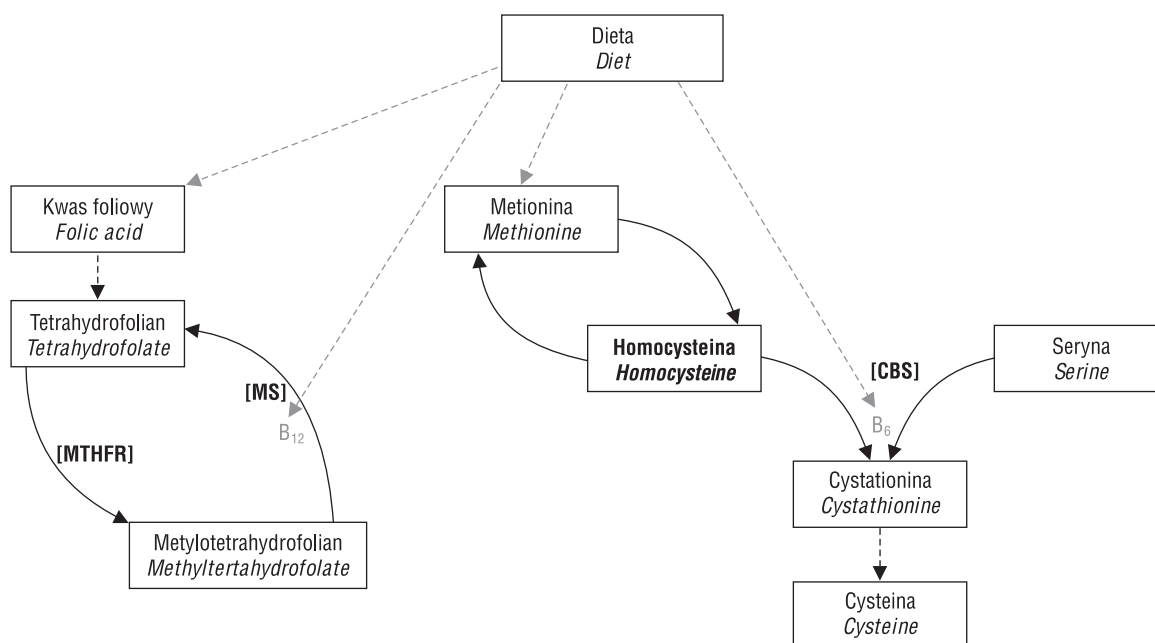 Dieta
Diet
Kwas foliowy
Folic acid
Metionina
Methionine
Tetrahydrofolian
Tetrahydrofolate
Homocysteina
Homocysteine
Seryna
Serine
[CBS]
[MS]
B12
B6
[MTHFR]
Cystationina
Cystathionine
Metylotetrahydrofolian
Methyltertahydrofolate
Cysteina
Cysteine